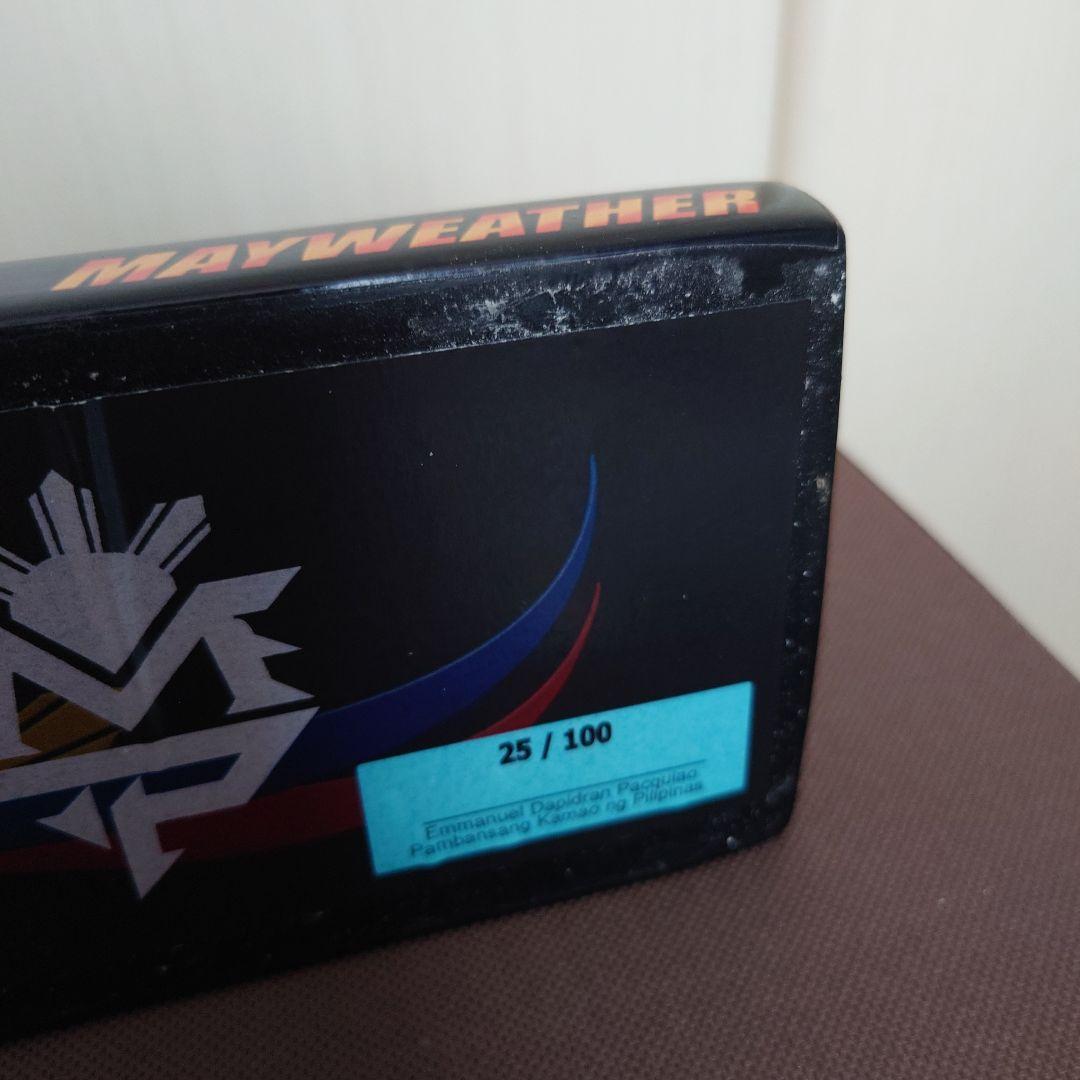 MAYWEATHER
25 / 100
Emmanuel Dapidran Pacquiao
Pambansang Kamao ng Pilipinas